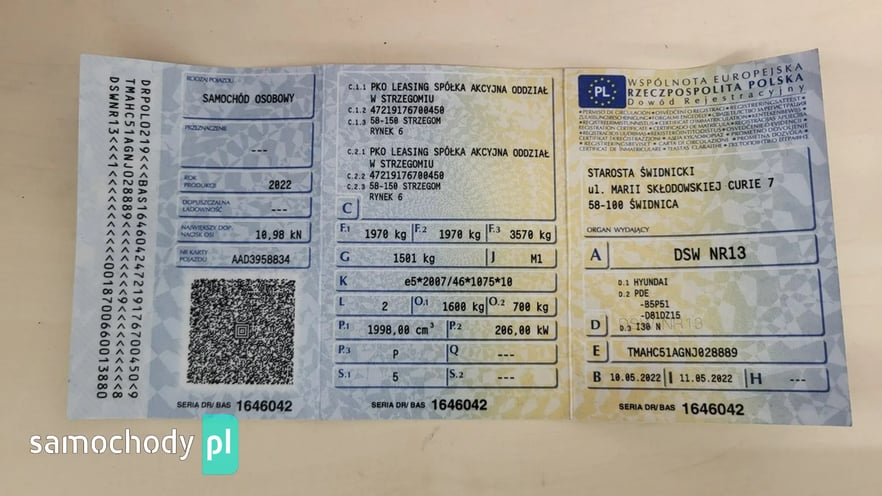 DRPOLO219<<<BAS16460424721917670045O<9
TMAHC51AGNJ028889<<<<<<<9<<<<<<<8
DSWNR13<<<1<<<<<<<<<<<0018700660013880
RODZAJ POJAZDU
SAMOCHÓD OSOBOWY
PRZEZNACZENIE
---
ROK
PRODUKCJI 2022
DOPUSZCZALNA
ŁADOWNOŚĆ ---
NAJWIĘKSZY DOP.
NACISK OSI 10,98 kN
NR KARTY
POJAZDU AAD3958834
SERIA DR/ BAS 1646042
C.1.1 PKO LEASING SPÓŁKA AKCYJNA ODDZIAŁ
W STRZEGOMIU
C.1.2 47219176700450
C.1.3 58-150 STRZEGOM
RYNEK 6
C.2.1 PKO LEASING SPÓŁKA AKCYJNA ODDZIAŁ
W STRZEGOMIU
C.2.2 47219176700450
C.2.3 58-150 STRZEGOM
RYNEK 6
C
F.1 1970 kg F.2 1970 kg F.3 3570 kg
G 1501 kg J M1
K e5*2007/46*1075*10
L 2 O.1 1600 kg O.2 700 kg
P.1 1998,00 cm³ P.2 206,00 kW
P.3 P Q ---
S.1 5 S.2 ---
SERIA DR/ BAS 1646042
PL
WSPÓLNOTA EUROPEJSKA
RZECZPOSPOLITA POLSKA
Dowód Rejestracyjny
STAROSTA ŚWIDNICKI
ul. MARII SKŁODOWSKIEJ CURIE 7
58-100 ŚWIDNICA
ORGAN WYDAJĄCY
A DSW NR13
D.1 HYUNDAI
D.2 PDE
-B5P51
-D81DZ15
D D.3 I30 N
E TMAHC51AGNJ028889
B 10.05.2022 I 11.05.2022 H ---
SERIA DR/ BAS 1646042
samochody pl